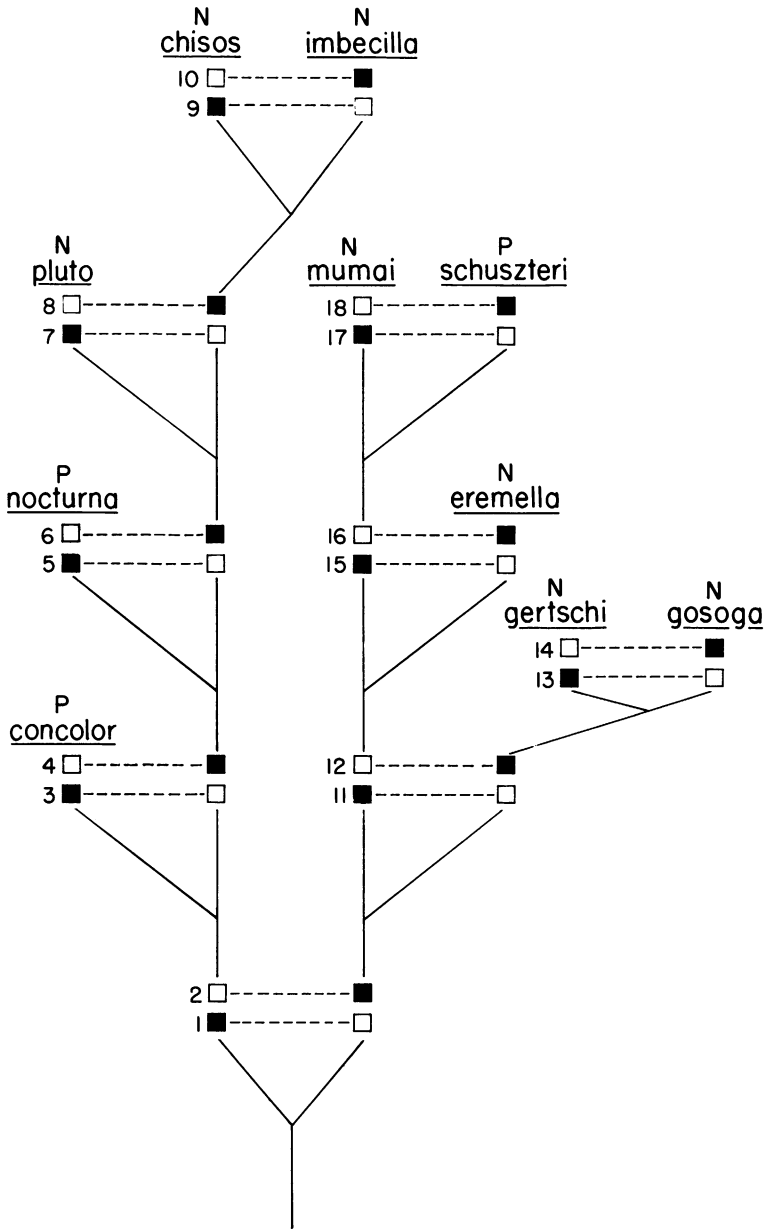 N N
chisos imbecilla
10
9
N N P
pluto mumai schuszteri
8 18
7 17
P N
nocturna eremella
6 16
5 15
N N
gertschi gosoga
14
13
P
concolor
4 12
3 11
2
1